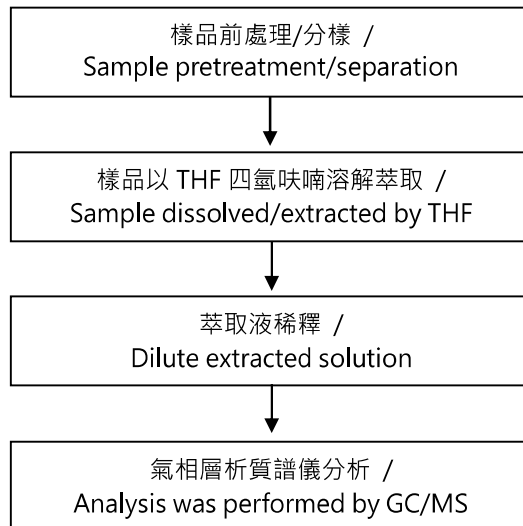 樣品前處理/分樣 /
Sample pretreatment/separation
樣品以 THF 四氫呋喃溶解萃取 /
Sample dissolved/extracted by THF
萃取液稀釋 /
Dilute extracted solution
氣相層析質譜儀分析 /
Analysis was performed by GC/MS